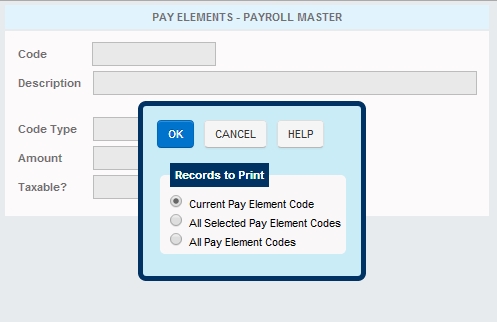 PAY ELEMENTS - PAYROLL MASTER
Code
Description
Code Type
Amount
Taxable?
OK CANCEL HELP
Records to Print
Current Pay Element Code
All Selected Pay Element Codes
All Pay Element Codes